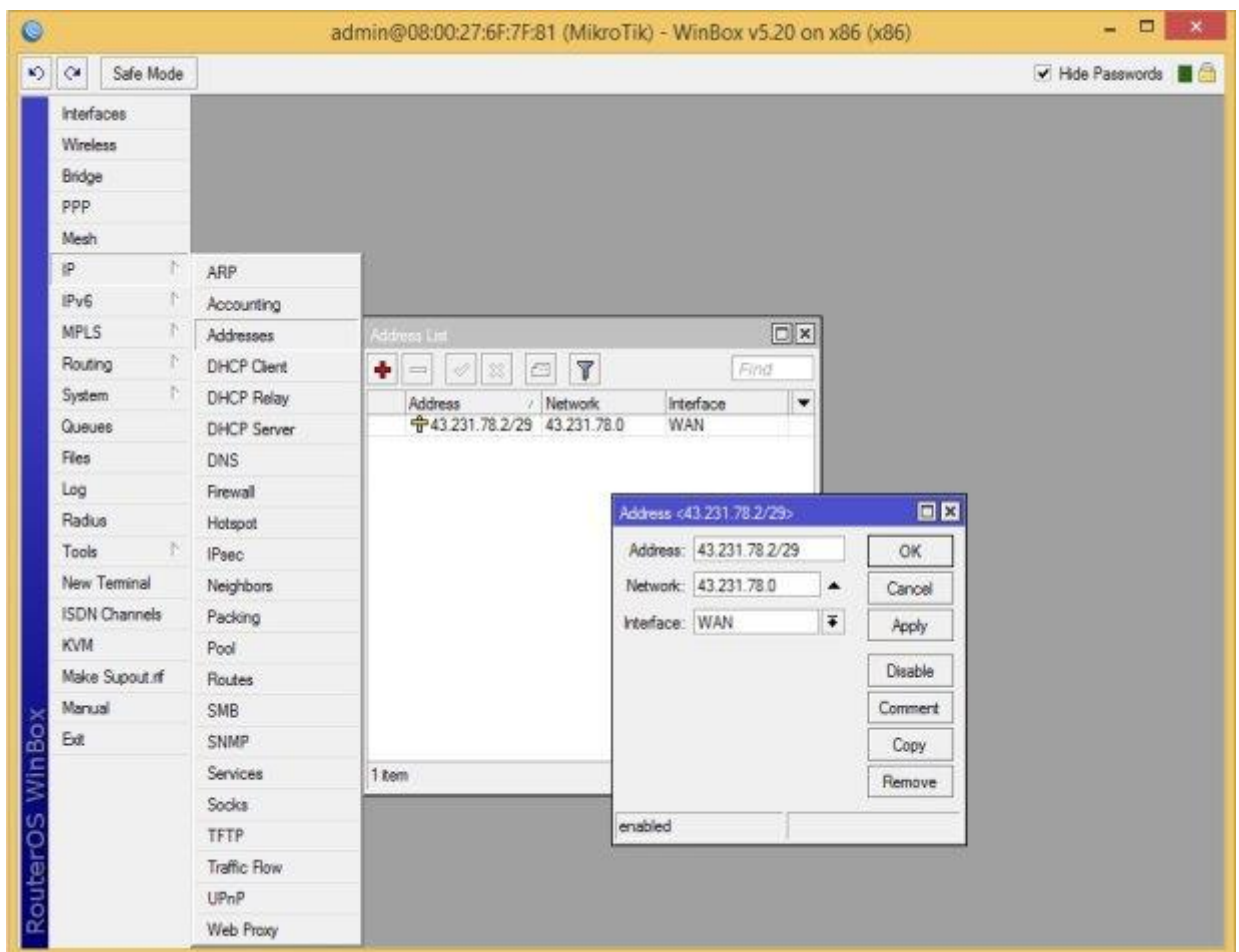 admin@08:00:27:6F:7F:81 (MikroTik) - WinBox v5.20 on x86 (x86)
Safe Mode
Hide Passwords
RouterOS WinBox
Interfaces
Wireless
Bridge
PPP
Mesh
IP
IPv6
MPLS
Routing
System
Queues
Files
Log
Radius
Tools
New Terminal
ISDN Channels
KVM
Make Supout.rif
Manual
Exit
ARP
Accounting
Addresses
DHCP Client
DHCP Relay
DHCP Server
DNS
Firewall
Hotspot
IPsec
Neighbors
Packing
Pool
Routes
SMB
SNMP
Services
Socks
TFTP
Traffic Flow
UPnP
Web Proxy
Address List
Find
Address / Network Interface
43.231.78.2/29 43.231.78.0 WAN
1 item
Address <43.231.78.2/29>
Address: 43.231.78.2/29
Network: 43.231.78.0
Interface: WAN
OK
Cancel
Apply
Disable
Comment
Copy
Remove
enabled